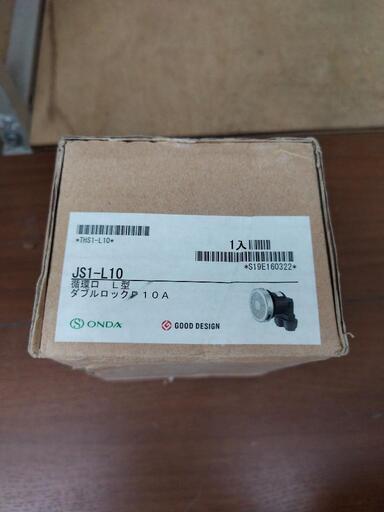 *THS1-L10*
1入
*S19E160322*
JS1-L10
循環口 L型
ダブルロックP10A
ONDA
GOOD DESIGN